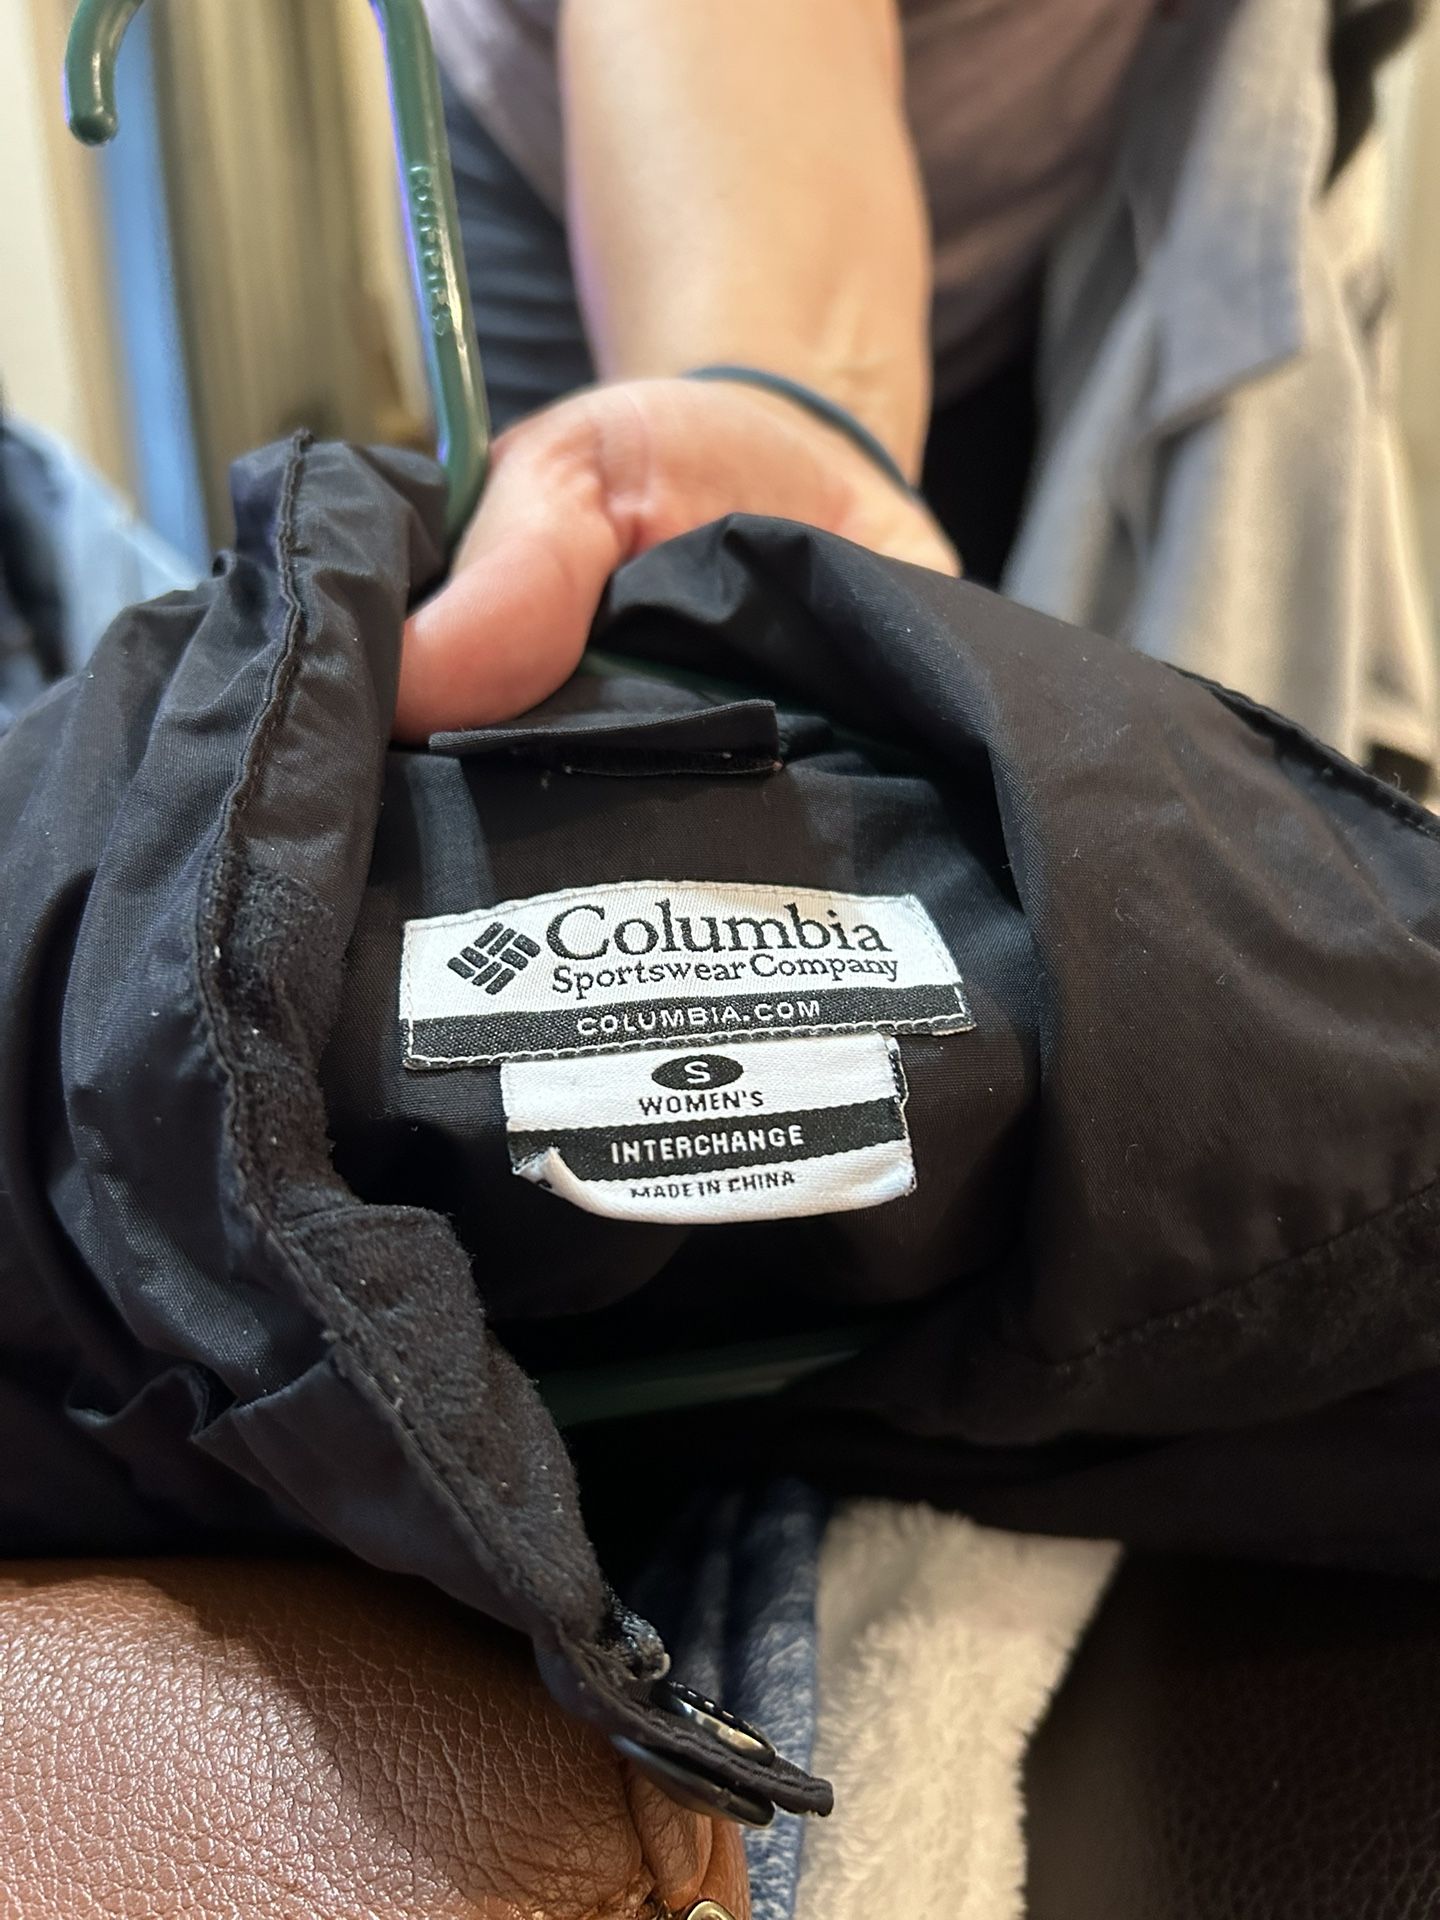 Columbia
Sportswear Company
COLUMBIA.COM
S
WOMEN'S
INTERCHANGE
MADE IN CHINA